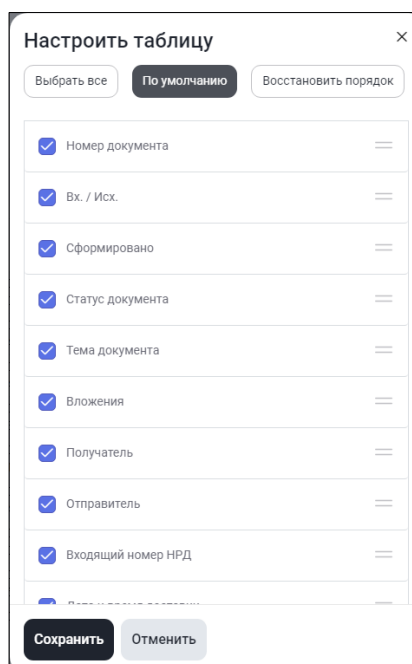 Настроить таблицу
Выбрать все По умолчанию Восстановить порядок
Номер документа
Вх. / Исх.
Сформировано
Статус документа
Тема документа
Вложения
Получатель
Отправитель
Входящий номер НРД
Сохранить Отменить